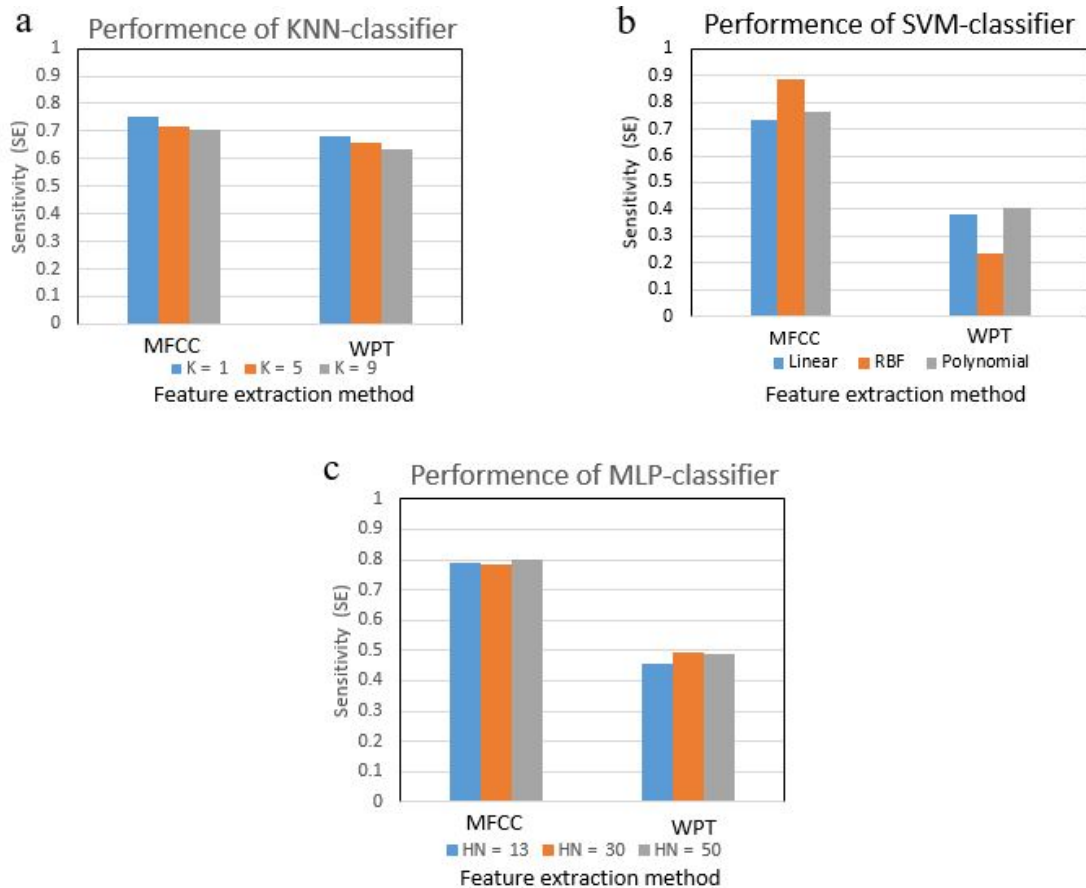 a
Performence of KNN-classifier
1
0.9
0.8
0.7
0.6
0.5
0.4
0.3
0.2
0.1
0
Sensitivity (SE)
MFCC WPT
K = 1 K = 5 K = 9
Feature extraction method
b
Performence of SVM-classifier
1
0.9
0.8
0.7
0.6
0.5
0.4
0.3
0.2
0.1
0
Sensitivity (SE)
MFCC WPT
Linear RBF Polynomial
Feature extraction method
c
Performence of MLP-classifier
1
0.9
0.8
0.7
0.6
0.5
0.4
0.3
0.2
0.1
0
Sensitivity (SE)
MFCC WPT
HN = 13 HN = 30 HN = 50
Feature extraction method